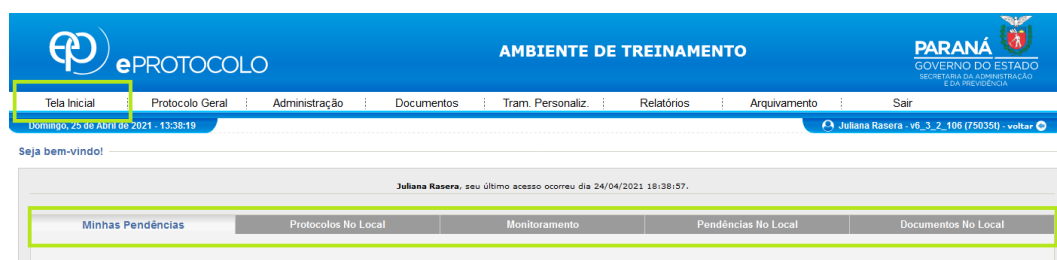 ep ePROTOCOLO
AMBIENTE DE TREINAMENTO
PARANÁ
GOVERNO DO ESTADO
SECRETARIA DA ADMINISTRAÇÃO
E DA PREVIDÊNCIA
Tela Inicial Protocolo Geral Administração Documentos Tram. Personaliz. Relatórios Arquivamento Sair
Domingo, 25 de Abril de 2021 - 13:38:19 Juliana Rasera - v6_3_2_106 (75035t) - voltar
Seja bem-vindo!
Juliana Rasera, seu último acesso ocorreu dia 24/04/2021 18:38:57.
Minhas Pendências Protocolos No Local Monitoramento Pendências No Local Documentos No Local